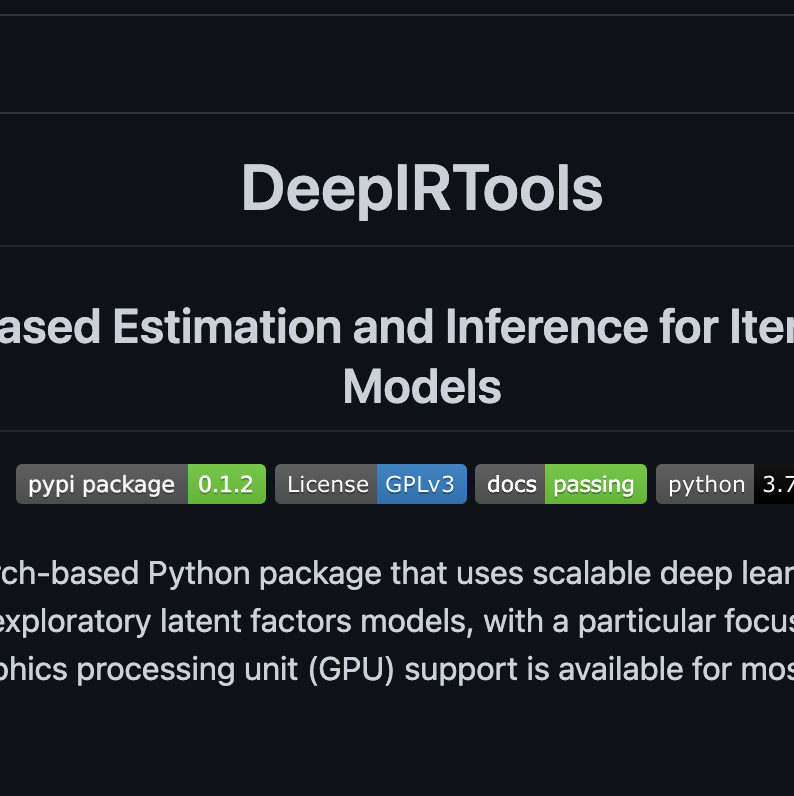 DeepIRTools
ased Estimation and Inference for Iter
Models
pypi package 0.1.2 License GPLv3 docs passing python 3.7
rch-based Python package that uses scalable deep lear
exploratory latent factors models, with a particular focus
phics processing unit (GPU) support is available for mos